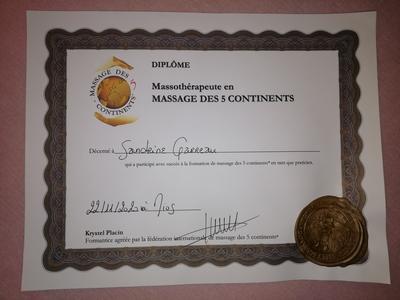 MASSAGE DES 5
CONTINENTS
DIPLÔME
Massothérapeute en
MASSAGE DES 5 CONTINENTS
Décerné à Sandrine Garreau
qui a participé avec succès à la formation de massage des 5 continents® en tant que praticien.
22/11/2020 à
Krystel Placin
Formatrice agréée par la fédération internationale de massage des 5 continents®